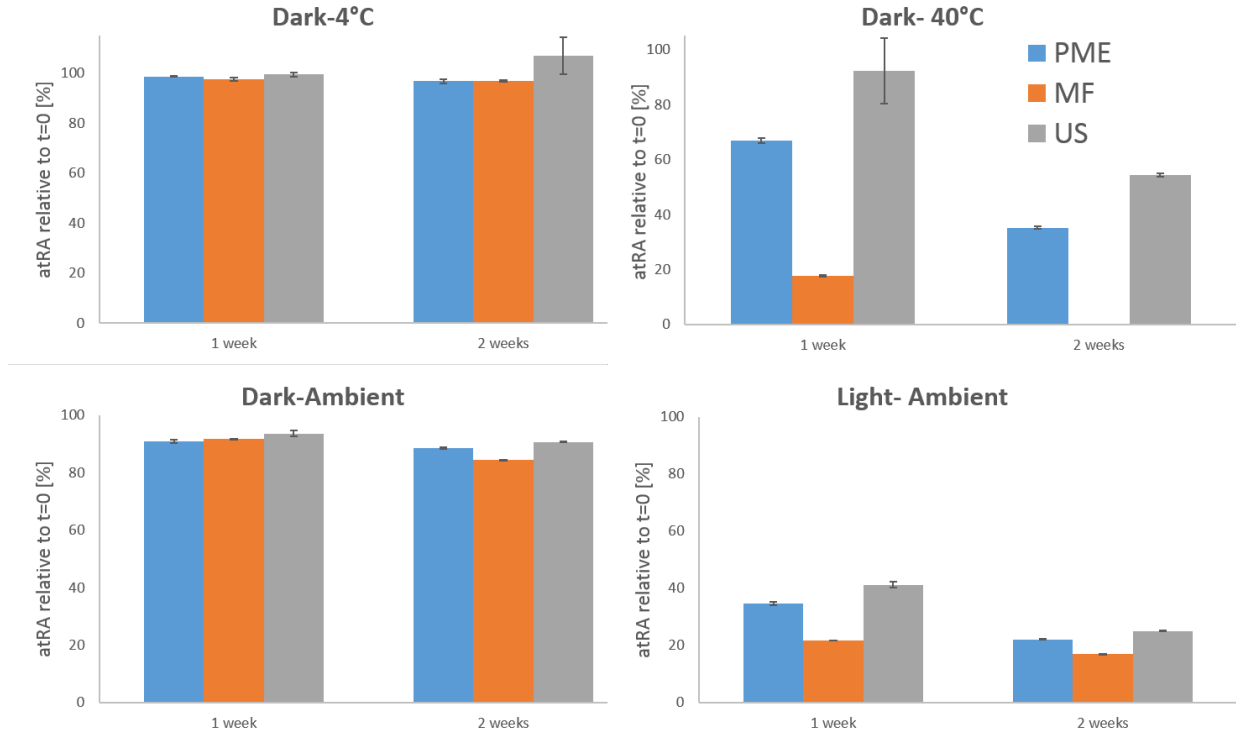 Dark-4°C
atRA relative to t=0 [%]
100
80
60
40
20
0
1 week
2 weeks
Dark- 40°C
atRA relative to t=0 [%]
100
80
60
40
20
0
1 week
2 weeks
PME
MF
US
Dark-Ambient
atRA relative to t=0 [%]
100
80
60
40
20
0
1 week
2 weeks
Light- Ambient
atRA relative to t=0 [%]
100
80
60
40
20
0
1 week
2 weeks